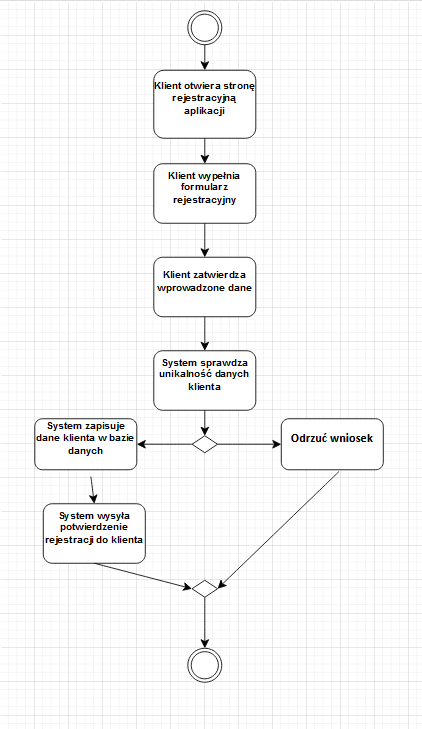 Klient otwiera stronę
rejestracyjną
aplikacji
Klient wypełnia
formularz
rejestracyjny
Klient zatwierdza
wprowadzone dane
System sprawdza
unikalność danych
klienta
System zapisuje
dane klienta w bazie
danych
Odrzuć wniosek
System wysyła
potwierdzenie
rejestracji do klienta